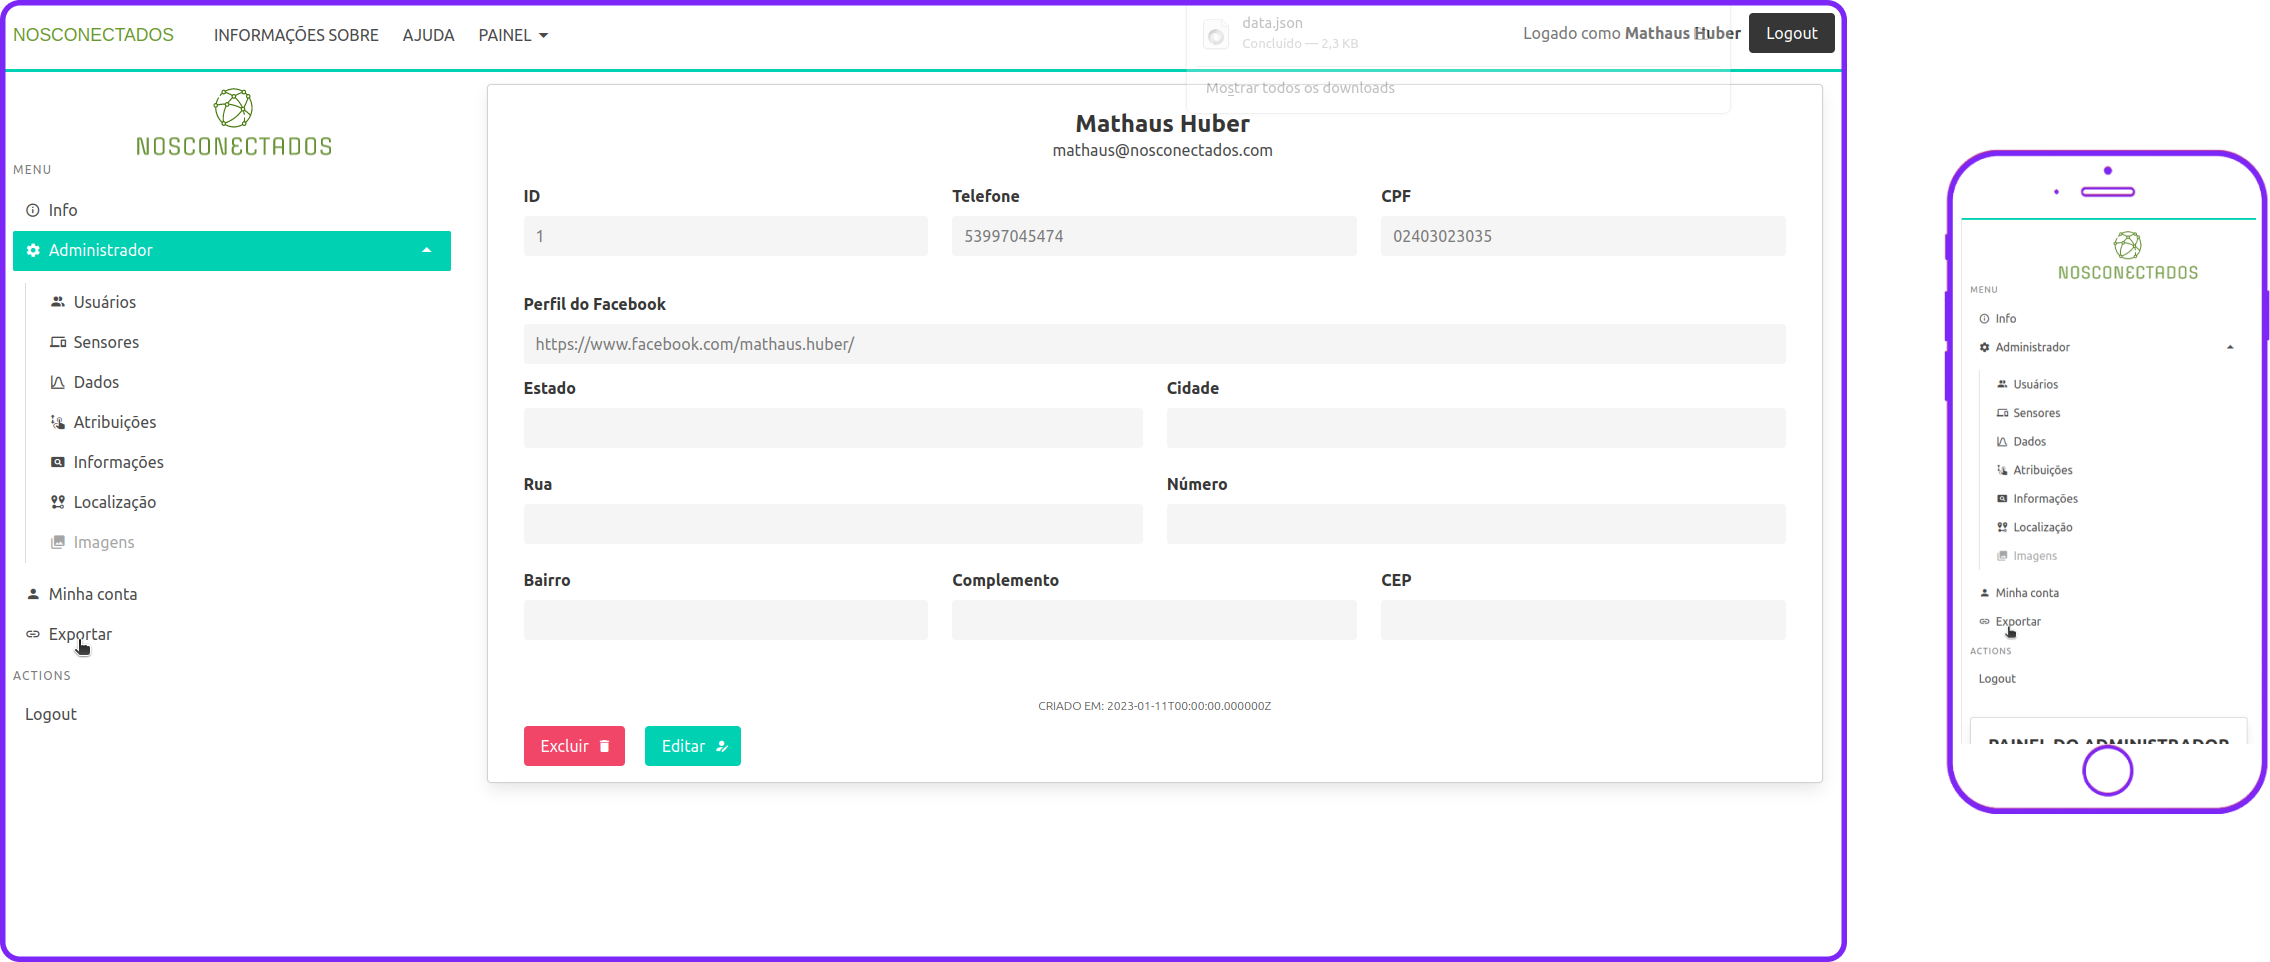 NOSCONECTADOS INFORMAÇÕES SOBRE AJUDA PAINEL
data.json
Concluído — 2,3 KB
Mostrar todos os downloads
Logado como Mathaus Huber Logout
NOSCONECTADOS
MENU
Info
Administrador
Usuários
Sensores
Dados
Atribuições
Informações
Localização
Imagens
Minha conta
Exportar
ACTIONS
Logout
Mathaus Huber
mathaus@nosconectados.com
ID Telefone CPF
1 53997045474 02403023035
Perfil do Facebook
https://www.facebook.com/mathaus.huber/
Estado Cidade
Rua Número
Bairro Complemento CEP
CRIADO EM: 2023-01-11T00:00:00.000000Z
Excluir Editar
NOSCONECTADOS
MENU
Info
Administrador
Usuários
Sensores
Dados
Atribuições
Informações
Localização
Imagens
Minha conta
Exportar
ACTIONS
Logout
PAINEL DO ADMINISTRADOR